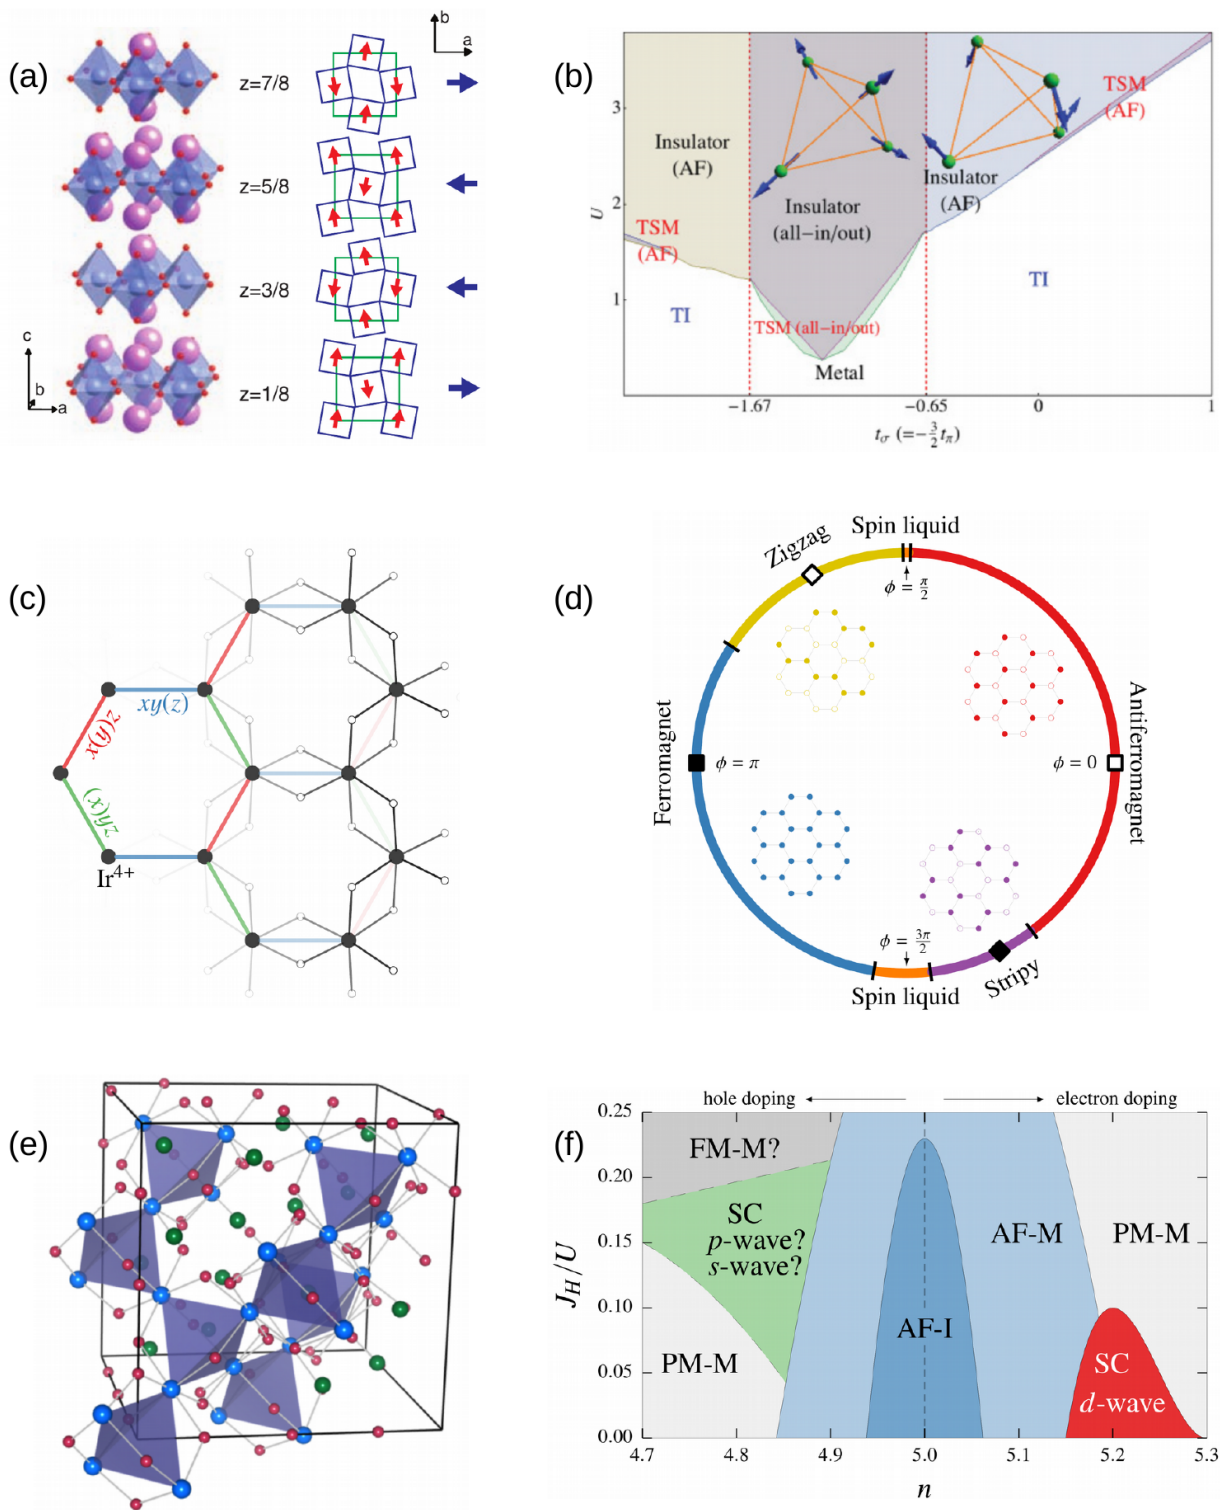 (a)
b
a
z=7/8
z=5/8
z=3/8
z=1/8
c
b
a
(b)
3
2
1
U
Insulator
(AF)
TSM
(AF)
TI
Insulator
(all−in/out)
TSM (all−in/out)
Metal
Insulator
(AF)
TSM
(AF)
TI
−1.67
−0.65
0
1
tσ (=−3/2 tπ)
(c)
xy(z)
x(y)z
(x)yz
Ir4+
(d)
Spin liquid
Zigzag
ϕ = π/2
Ferromagnet
ϕ = π
ϕ = 0
Antiferromagnet
ϕ = 3π/2
Stripy
Spin liquid
(e)
(f)
hole doping
electron doping
0.25
0.20
0.15
0.10
0.05
0.00
JH/U
FM-M?
SC
p-wave?
s-wave?
PM-M
AF-I
AF-M
PM-M
SC
d-wave
4.7 4.8 4.9 5.0 5.1 5.2 5.3
n